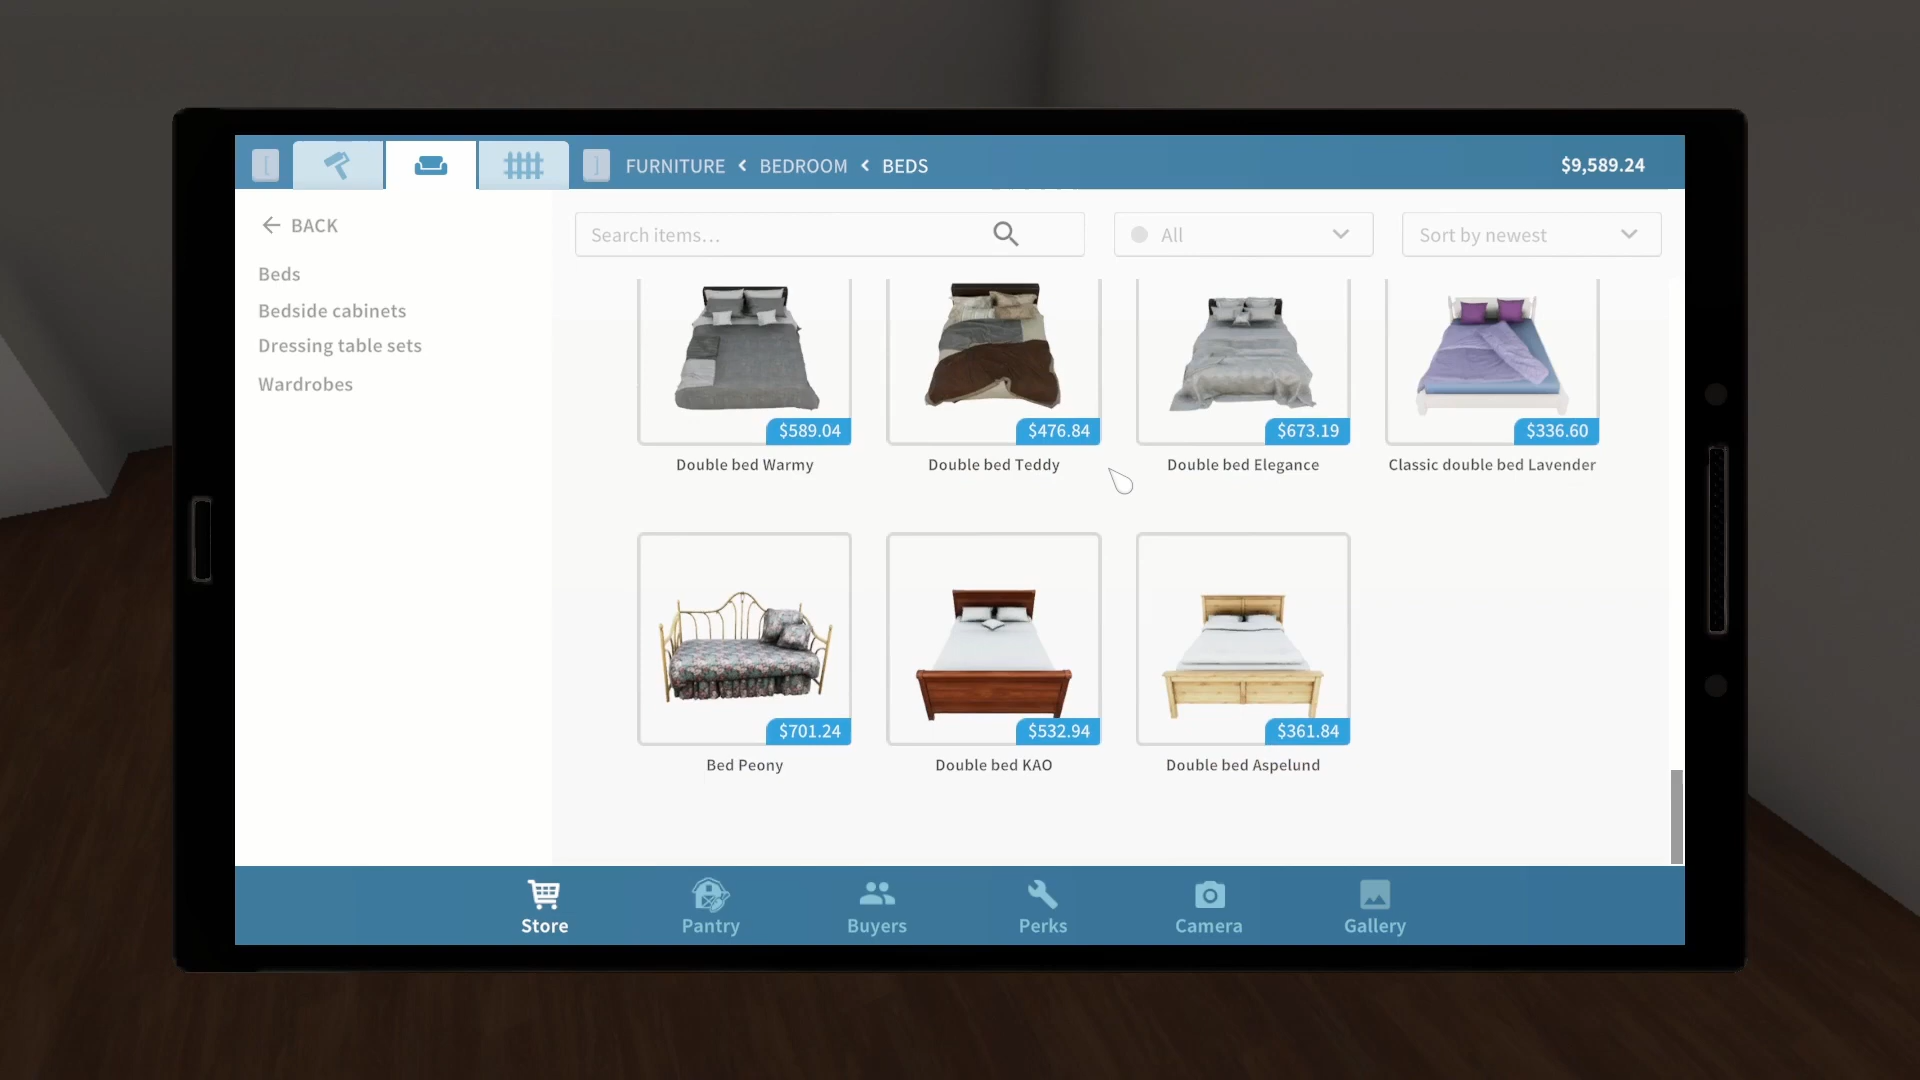 [
]
FURNITURE
BEDROOM
BEDS
$9,589.24
BACK
Beds
Bedside cabinets
Dressing table sets
Wardrobes
Search items...
All
Sort by newest
$589.04
$476.84
$673.19
$336.60
Double bed Warmy
Double bed Teddy
Double bed Elegance
Classic double bed Lavender
$701.24
$532.94
$361.84
Bed Peony
Double bed KAO
Double bed Aspelund
Store
Pantry
Buyers
Perks
Camera
Gallery